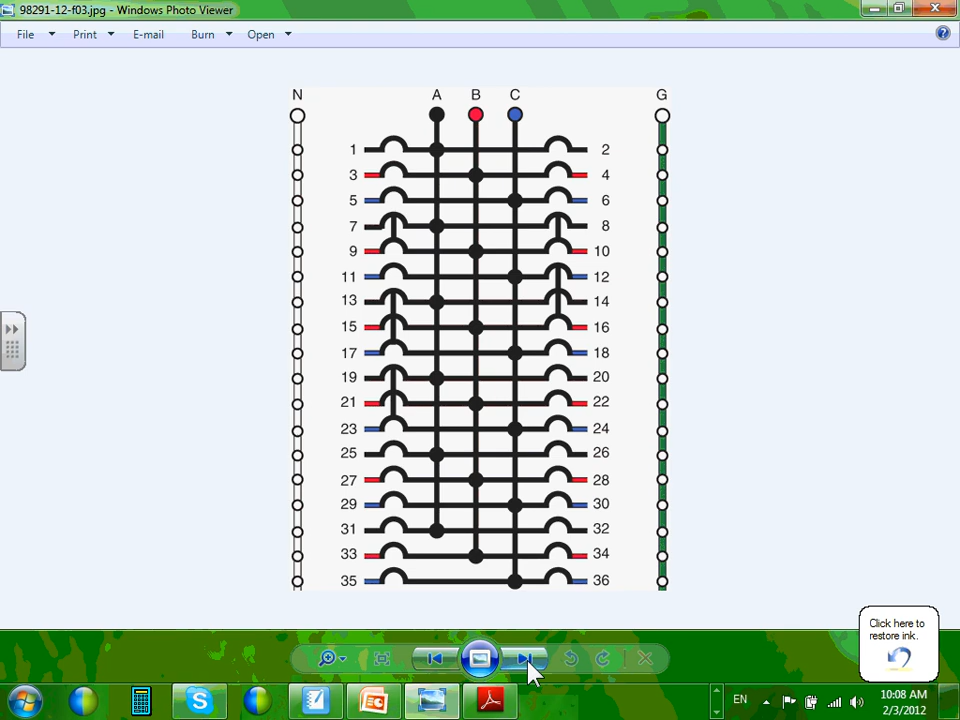 98291-12-f03.jpg - Windows Photo Viewer
File Print E-mail Burn Open
N A B C G
1 2
3 4
5 6
7 8
9 10
11 12
13 14
15 16
17 18
19 20
21 22
23 24
25 26
27 28
29 30
31 32
33 34
35 36
Click here to
restore ink.
EN
10:08 AM
2/3/2012